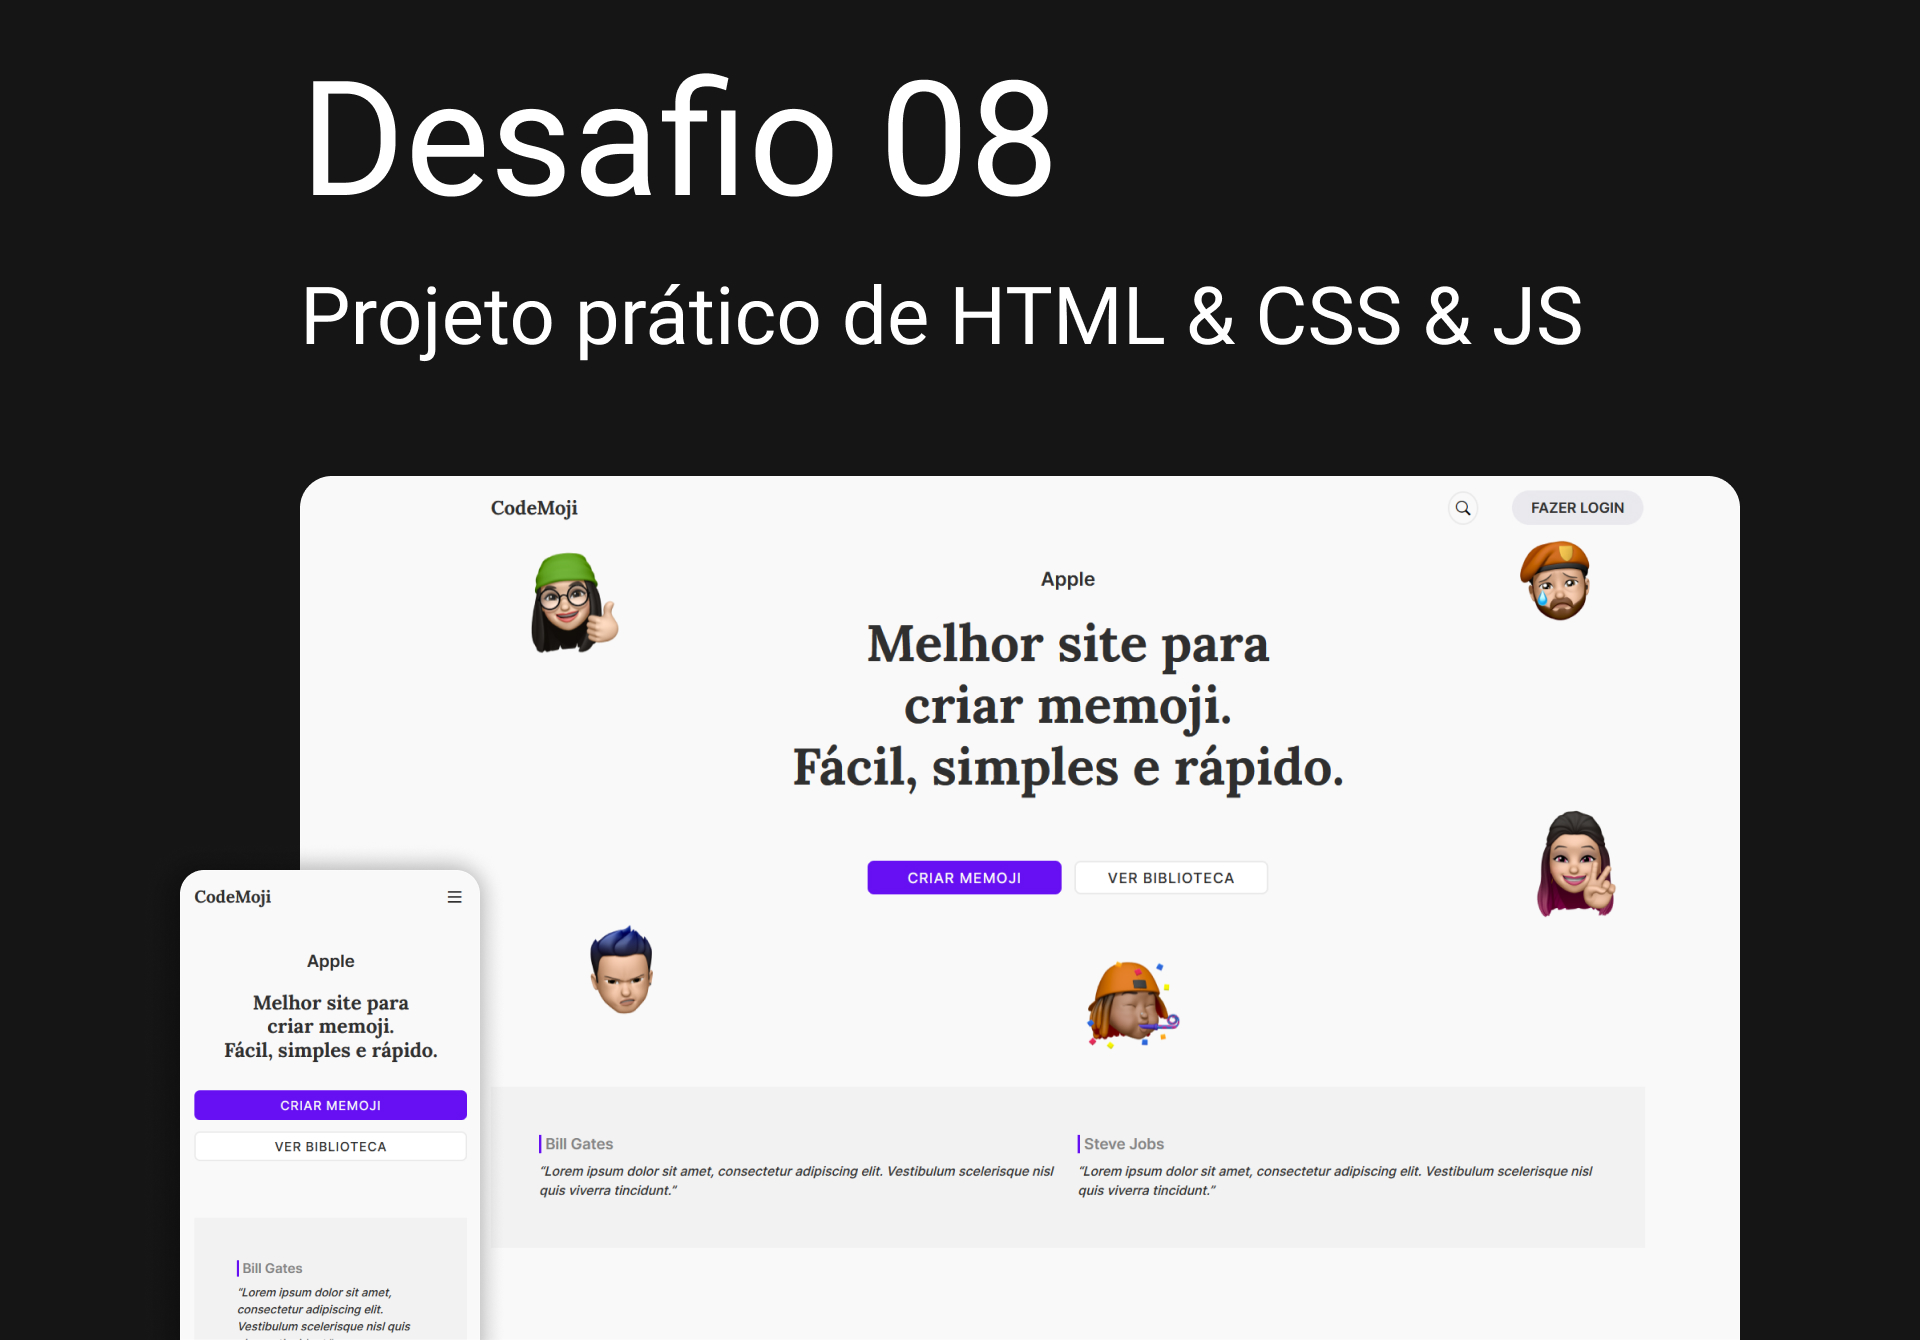 Desafio 08
Projeto prático de HTML & CSS & JS
CodeMoji
FAZER LOGIN
Apple
Melhor site para
criar memoji.
Fácil, simples e rápido.
CRIAR MEMOJI
VER BIBLIOTECA
Bill Gates
“Lorem ipsum dolor sit amet, consectetur adipiscing elit. Vestibulum scelerisque nisl
quis viverra tincidunt.”
Steve Jobs
“Lorem ipsum dolor sit amet, consectetur adipiscing elit. Vestibulum scelerisque nisl
quis viverra tincidunt.”
CodeMoji
Apple
Melhor site para
criar memoji.
Fácil, simples e rápido.
CRIAR MEMOJI
VER BIBLIOTECA
Bill Gates
“Lorem ipsum dolor sit amet,
consectetur adipiscing elit.
Vestibulum scelerisque nisl quis